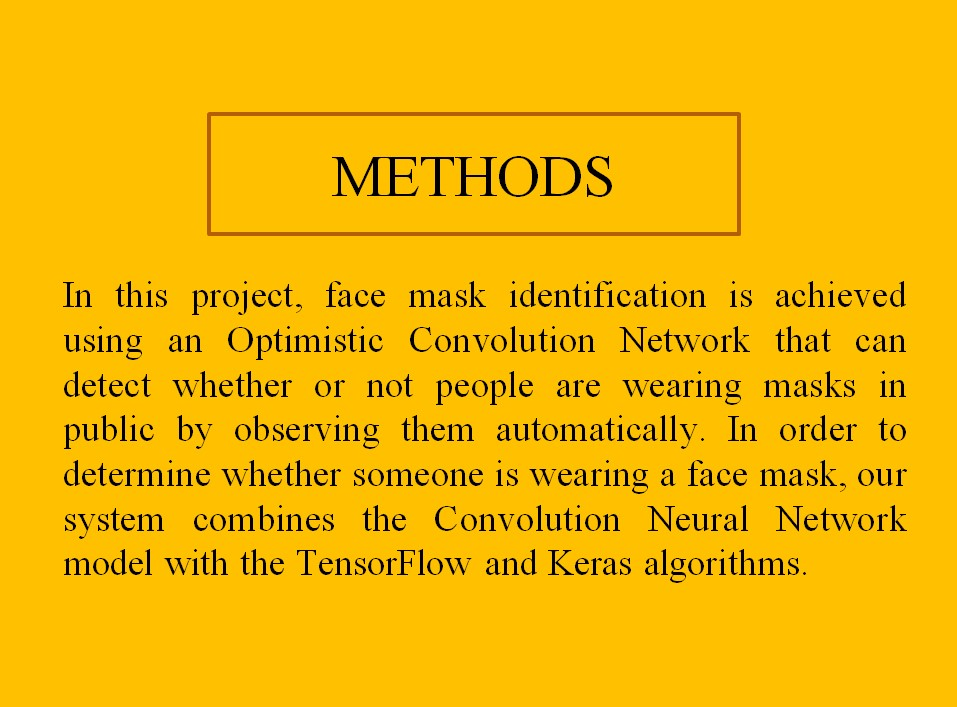 METHODS
In this project, face mask identification is achieved
using an Optimistic Convolution Network that can
detect whether or not people are wearing masks in
public by observing them automatically. In order to
determine whether someone is wearing a face mask, our
system combines the Convolution Neural Network
model with the TensorFlow and Keras algorithms.